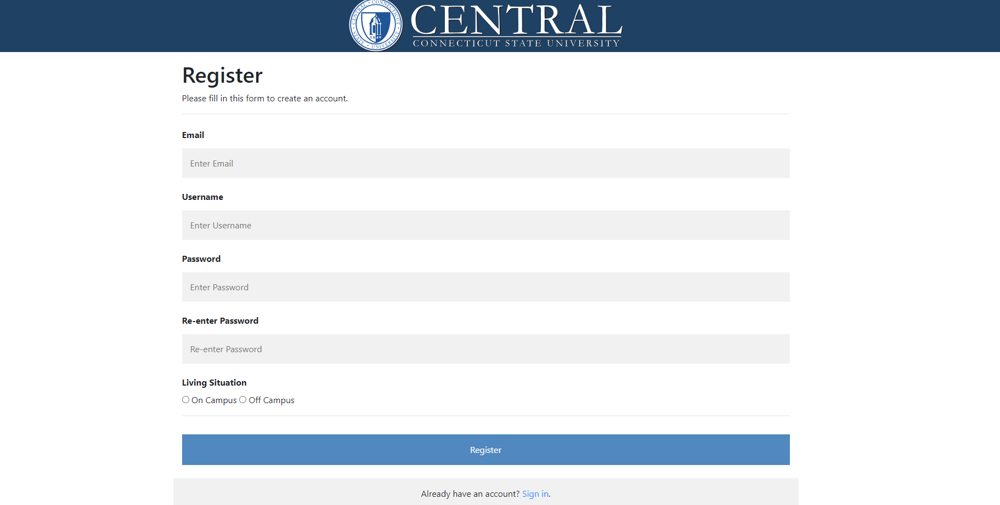 CENTRAL CONNECTICUT STATE UNIVERSITY
1849
CENTRAL
CONNECTICUT STATE UNIVERSITY
Register
Please fill in this form to create an account.
Email
Enter Email
Username
Enter Username
Password
Enter Password
Re-enter Password
Re-enter Password
Living Situation
On Campus Off Campus
Register
Already have an account? Sign in.